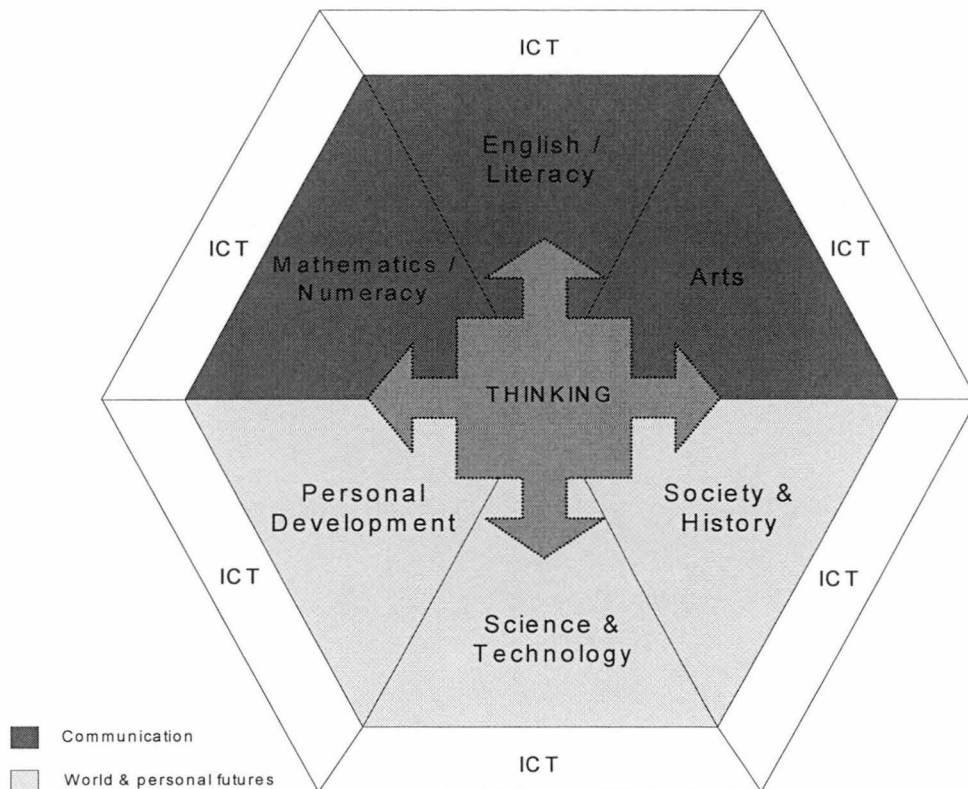 ICT
English /
Literacy
ICT
Mathematics /
Numeracy
Arts
ICT
THINKING
Personal
Development
Society &
History
ICT
Science &
Technology
ICT
ICT
Communication
World & personal futures